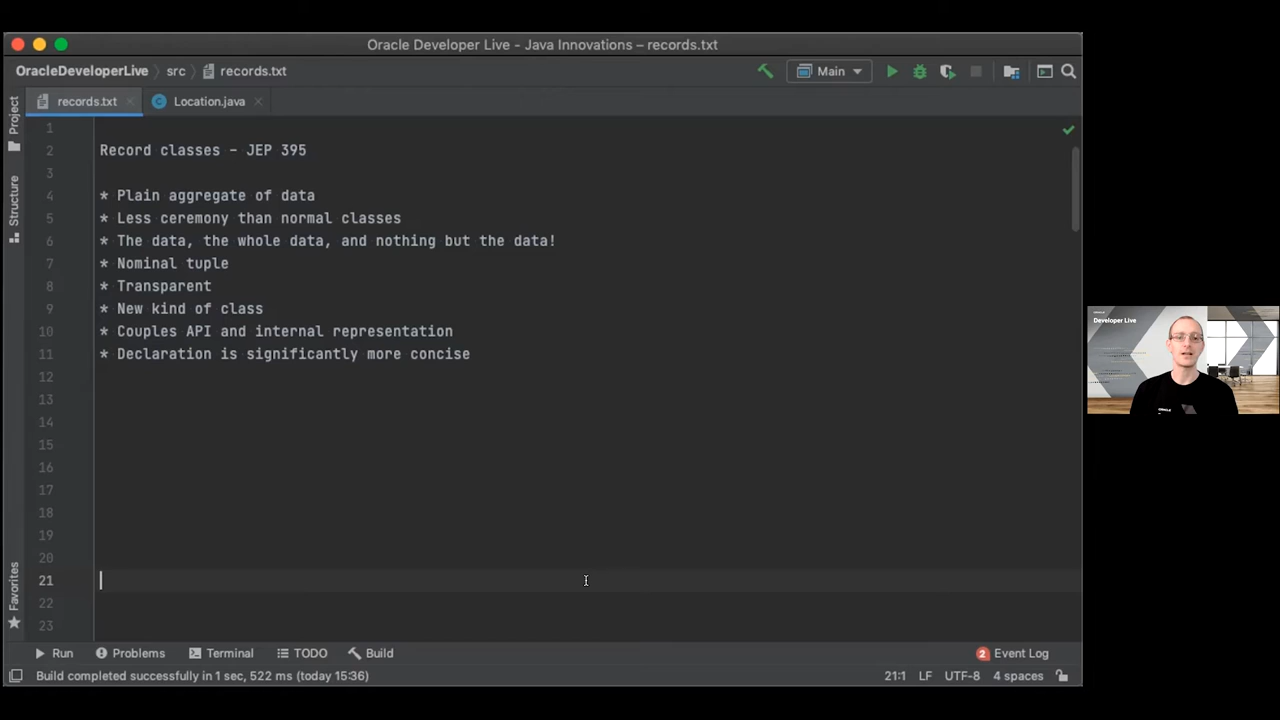 Oracle Developer Live - Java Innovations – records.txt
OracleDeveloperLive
src
records.txt
Main
records.txt
Location.java
Project
Structure
Favorites
1
2 Record classes - JEP 395
3
4 * Plain aggregate of data
5 * Less ceremony than normal classes
6 * The data, the whole data, and nothing but the data!
7 * Nominal tuple
8 * Transparent
9 * New kind of class
10 * Couples API and internal representation
11 * Declaration is significantly more concise
12
13
14
15
16
17
18
19
20
21
22
23
Developer Live
Run
Problems
Terminal
TODO
Build
2 Event Log
Build completed successfully in 1 sec, 522 ms (today 15:36)
21:1 LF UTF-8 4 spaces